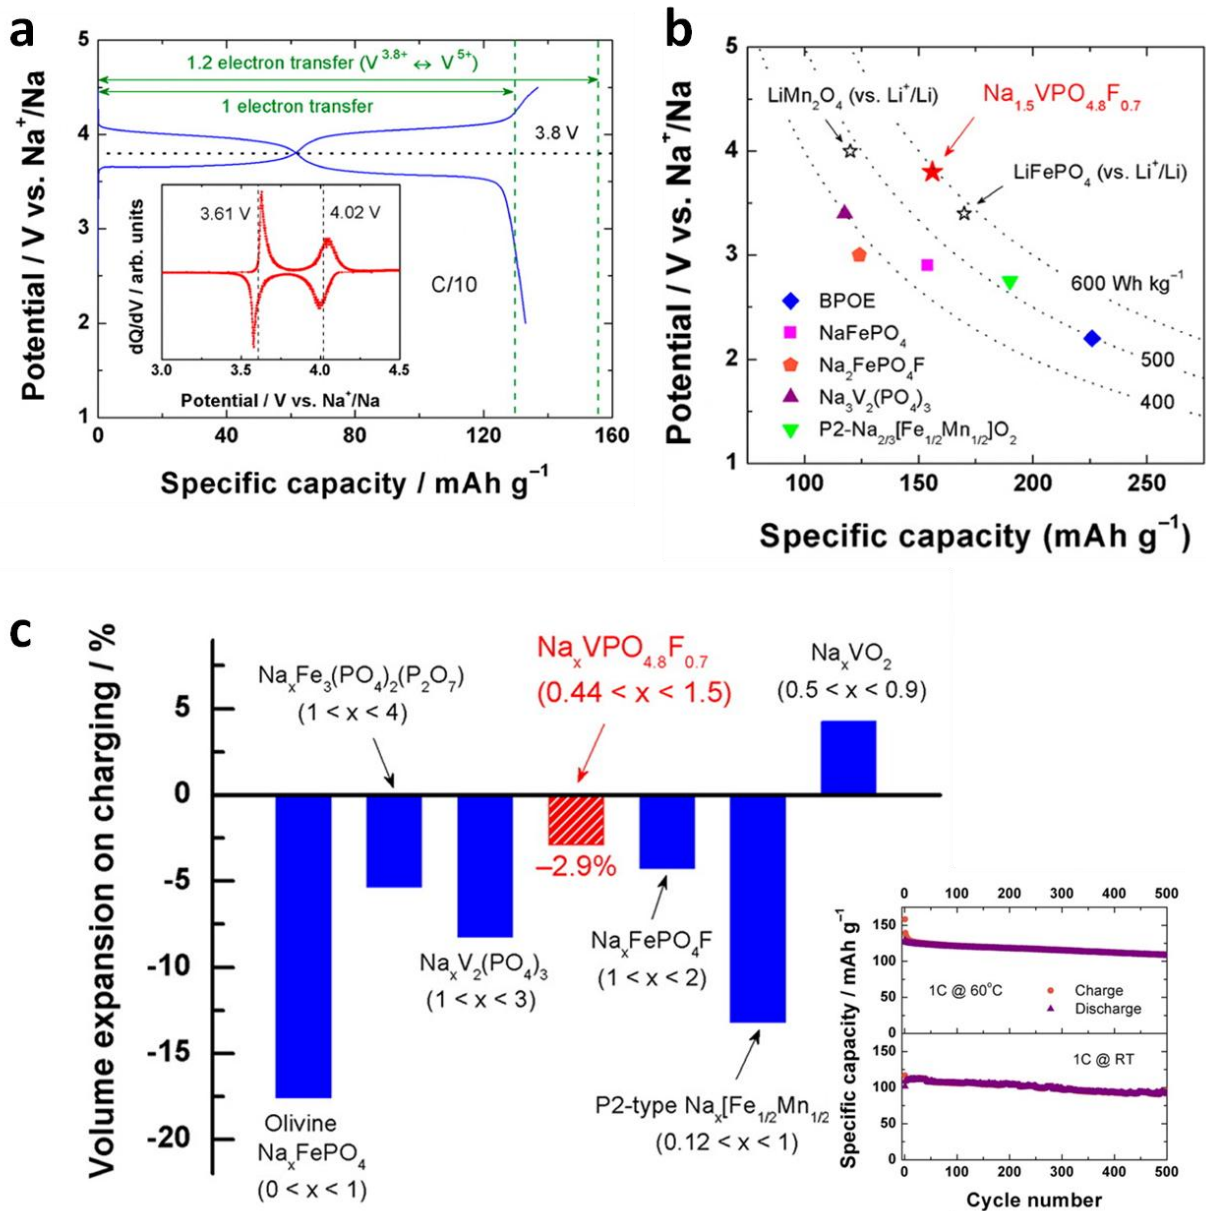 a
5
4
3
2
1
Potential / V vs. Na⁺/Na
1.2 electron transfer (V³·⁸⁺ ↔ V⁵⁺)
1 electron transfer
3.8 V
3.61 V
4.02 V
C/10
dQ/dV / arb. units
3.0 3.5 4.0 4.5
Potential / V vs. Na⁺/Na
0 40 80 120 160
Specific capacity / mAh g⁻¹
b
5
4
3
2
1
Potential / V vs. Na⁺/Na
LiMn₂O₄ (vs. Li⁺/Li)
Na₁.₅VPO₄.₈F₀.₇
LiFePO₄ (vs. Li⁺/Li)
600 Wh kg⁻¹
500
400
BPOE
NaFePO₄
Na₂FePO₄F
Na₃V₂(PO₄)₃
P2-Na₂/₃[Fe₁/₂Mn₁/₂]O₂
100 150 200 250
Specific capacity (mAh g⁻¹)
c
Volume expansion on charging / %
5
0
-5
-10
-15
-20
NaₓFe₃(PO₄)₂(P₂O₇)
(1 < x < 4)
NaₓVPO₄.₈F₀.₇
(0.44 < x < 1.5)
NaₓVO₂
(0.5 < x < 0.9)
–2.9%
NaₓV₂(PO₄)₃
(1 < x < 3)
NaₓFePO₄F
(1 < x < 2)
Olivine
NaₓFePO₄
(0 < x < 1)
P2-type Naₓ[Fe₁/₂Mn₁/₂
(0.12 < x < 1)
0 100 200 300 400 500
150
100
50
0
1C @ 60°C
Charge
Discharge
150
100
50
0
1C @ RT
Specific capacity / mAh g⁻¹
0 100 200 300 400 500
Cycle number